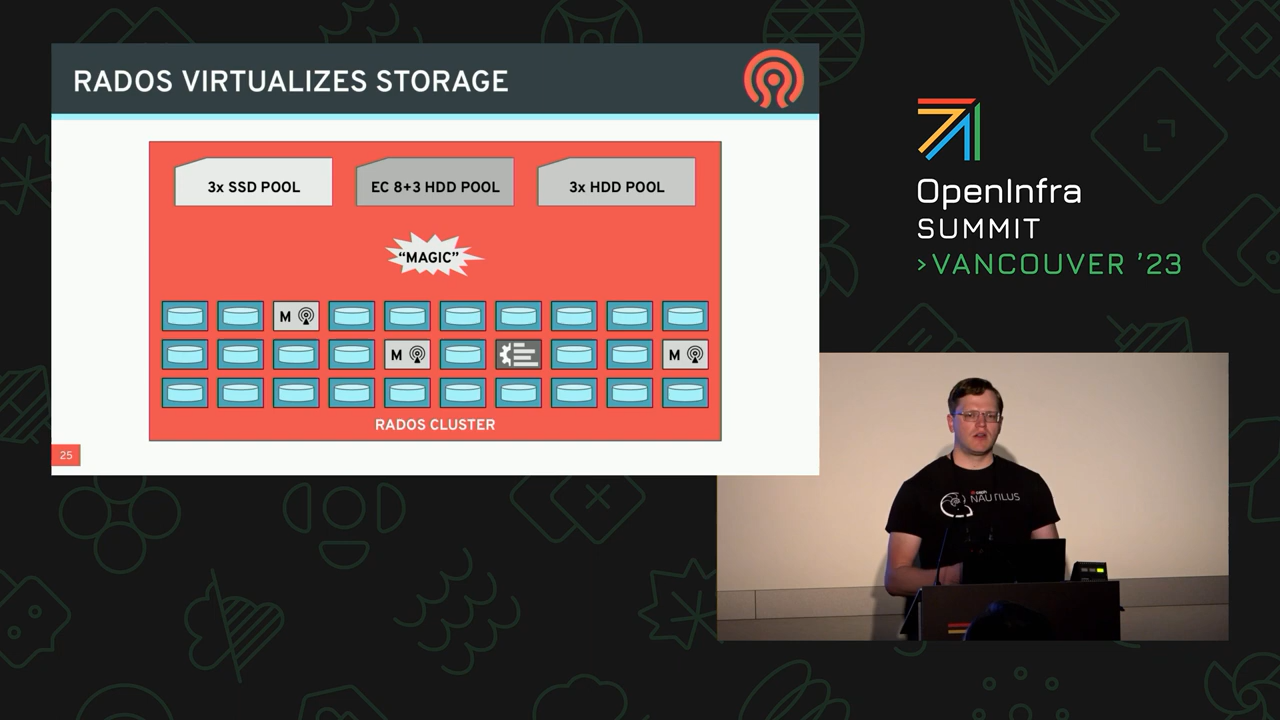 RADOS VIRTUALIZES STORAGE
3x SSD POOL
EC 8+3 HDD POOL
3x HDD POOL
“MAGIC”
M
M
M
RADOS CLUSTER
25
OpenInfra
SUMMIT
>VANCOUVER ’23
NAUTILUS